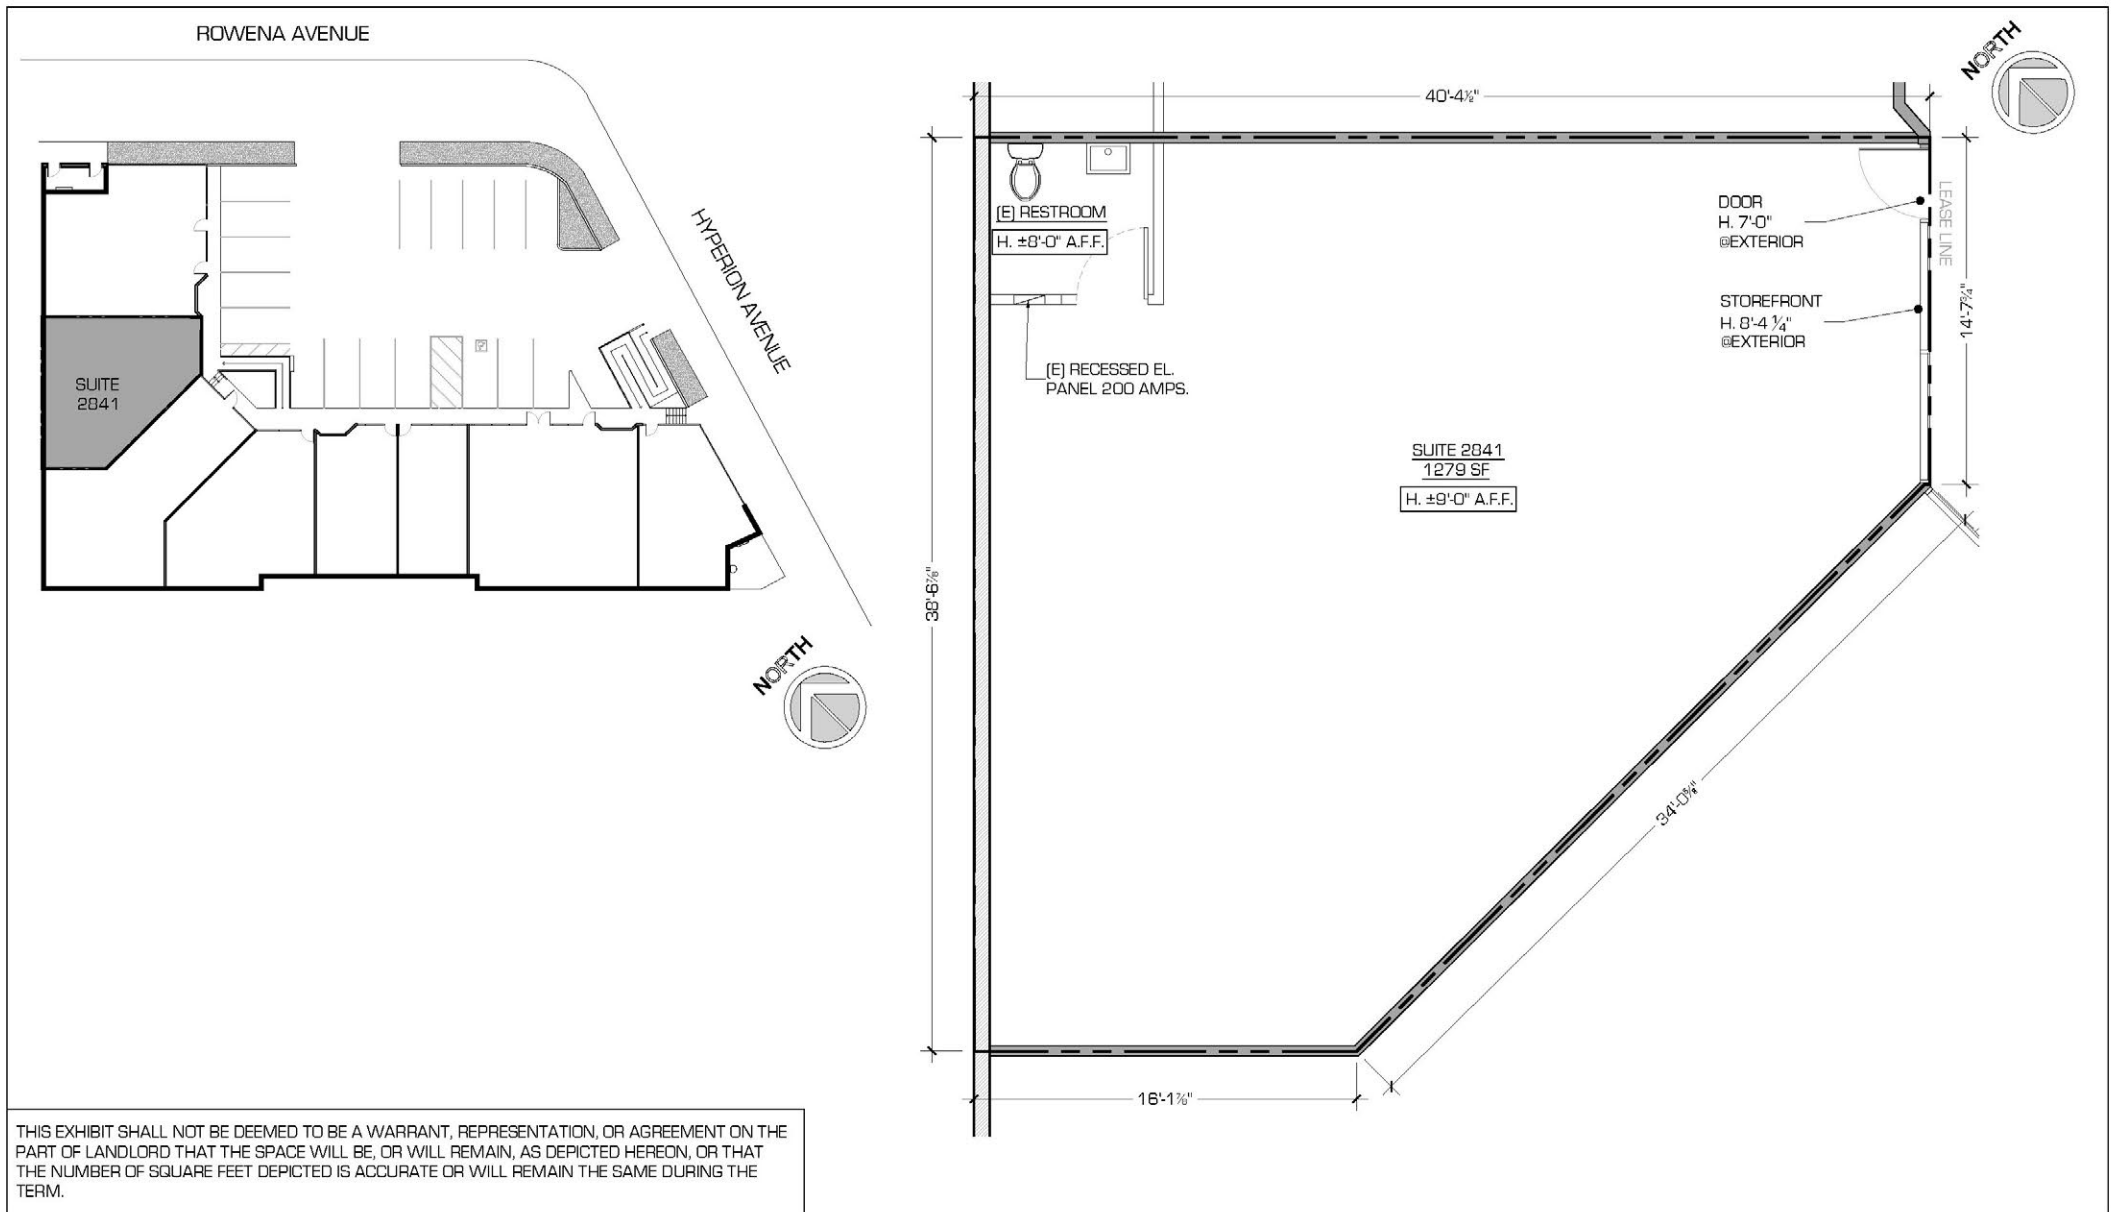 ROWENA AVENUE
HYPERION AVENUE
SUITE
2841
NORTH
NORTH
40'-4½"
(E) RESTROOM
H. ±8'-0" A.F.F.
(E) RECESSED EL.
PANEL 200 AMPS.
DOOR
H. 7'-0"
@EXTERIOR
LEASE LINE
STOREFRONT
H. 8'-4 ¼"
@EXTERIOR
14'-7¾"
SUITE 2841
1279 SF
H. ±9'-0" A.F.F.
38'-6⅞"
34'-0⅝"
16'-1⅞"
THIS EXHIBIT SHALL NOT BE DEEMED TO BE A WARRANT, REPRESENTATION, OR AGREEMENT ON THE
PART OF LANDLORD THAT THE SPACE WILL BE, OR WILL REMAIN, AS DEPICTED HEREON, OR THAT
THE NUMBER OF SQUARE FEET DEPICTED IS ACCURATE OR WILL REMAIN THE SAME DURING THE
TERM.